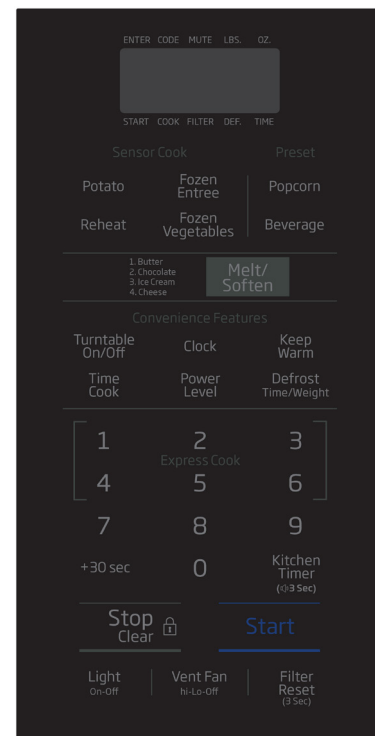 ENTER CODE MUTE LBS. OZ.
START COOK FILTER DEF. TIME
Sensor Cook Preset
Potato Fozen Entree Popcorn
Reheat Fozen Vegetables Beverage
1. Butter
2. Chocolate
3. Ice Cream
4. Cheese
Melt/
Soften
Convenience Features
Turntable On/Off Clock Keep Warm
Time Cook Power Level Defrost Time/Weight
1 2 3
Express Cook
4 5 6
7 8 9
+30 sec 0 Kitchen Timer
(3 Sec)
Stop Clear Start
Light On-Off Vent Fan hi-Lo-Off Filter Reset (3 Sec)